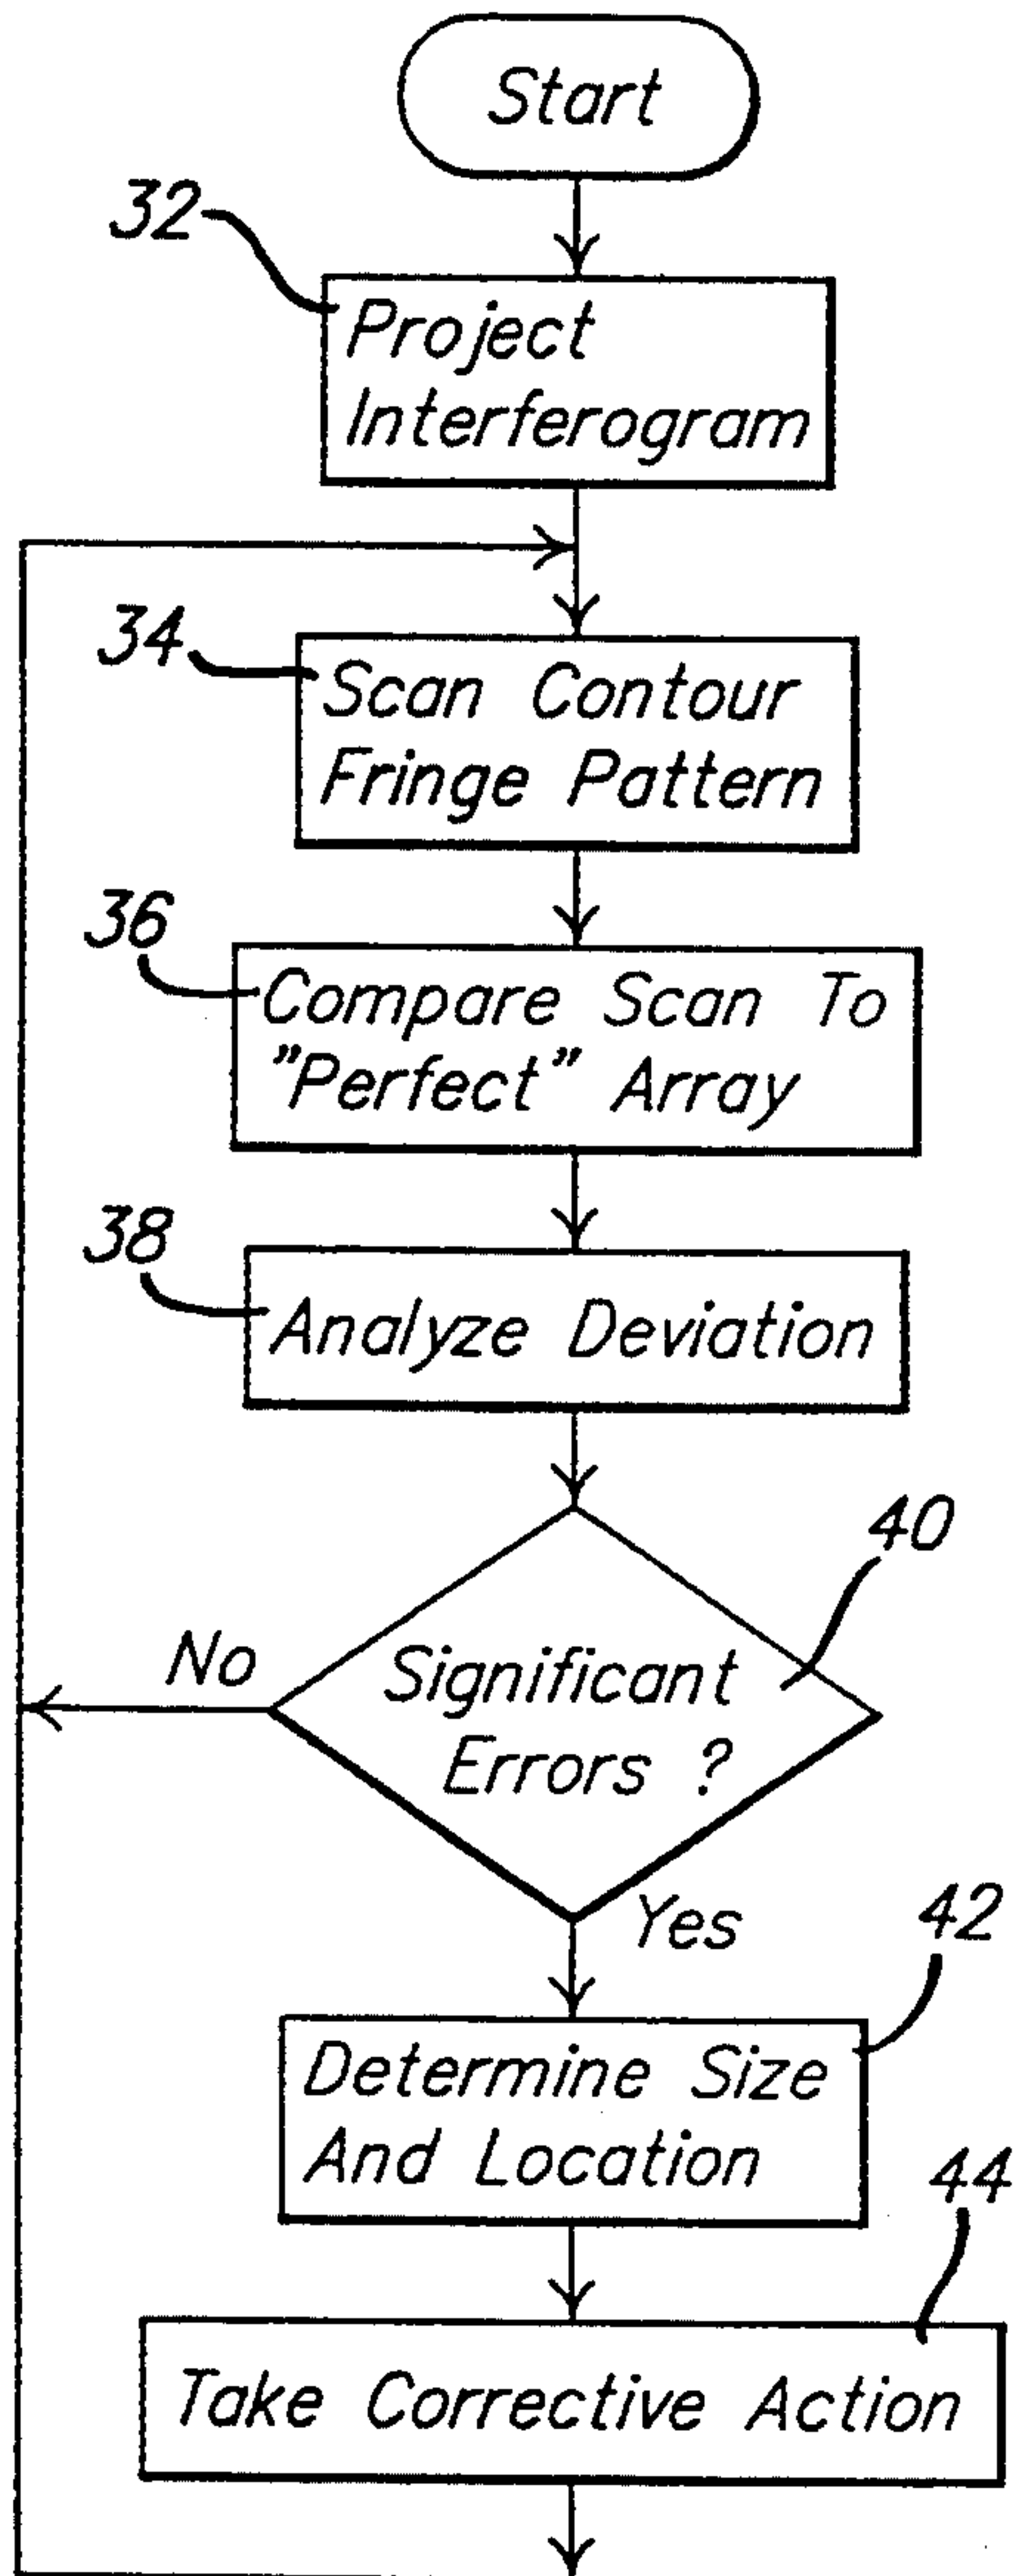 Start
32
Project
Interferogram
34
Scan Contour
Fringe Pattern
36
Compare Scan To
"Perfect" Array
38
Analyze Deviation
40
No
Significant
Errors ?
Yes
42
Determine Size
And Location
44
Take Corrective Action